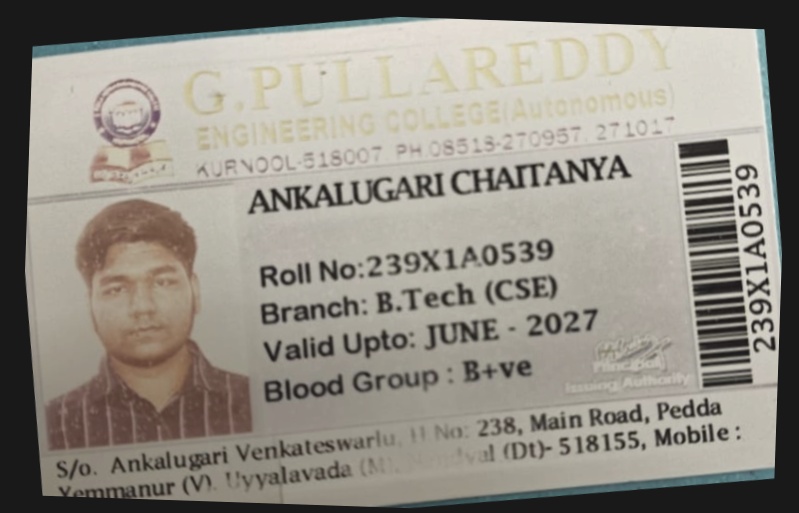 G.PULLAREDDY
ENGINEERING COLLEGE(Autonomous)
KURNOOL-518007. PH.08518-270957, 271017
ANKALUGARI CHAITANYA
Roll No:239X1A0539
Branch: B.Tech (CSE)
Valid Upto: JUNE - 2027
Blood Group : B+ve
Principal
Issuing Authority
239X1A0539
S/o. Ankalugari Venkateswarlu, H No: 238, Main Road, Pedda
Yemmanur (V). Uyyalavada (M), (Dt)- 518155, Mobile :